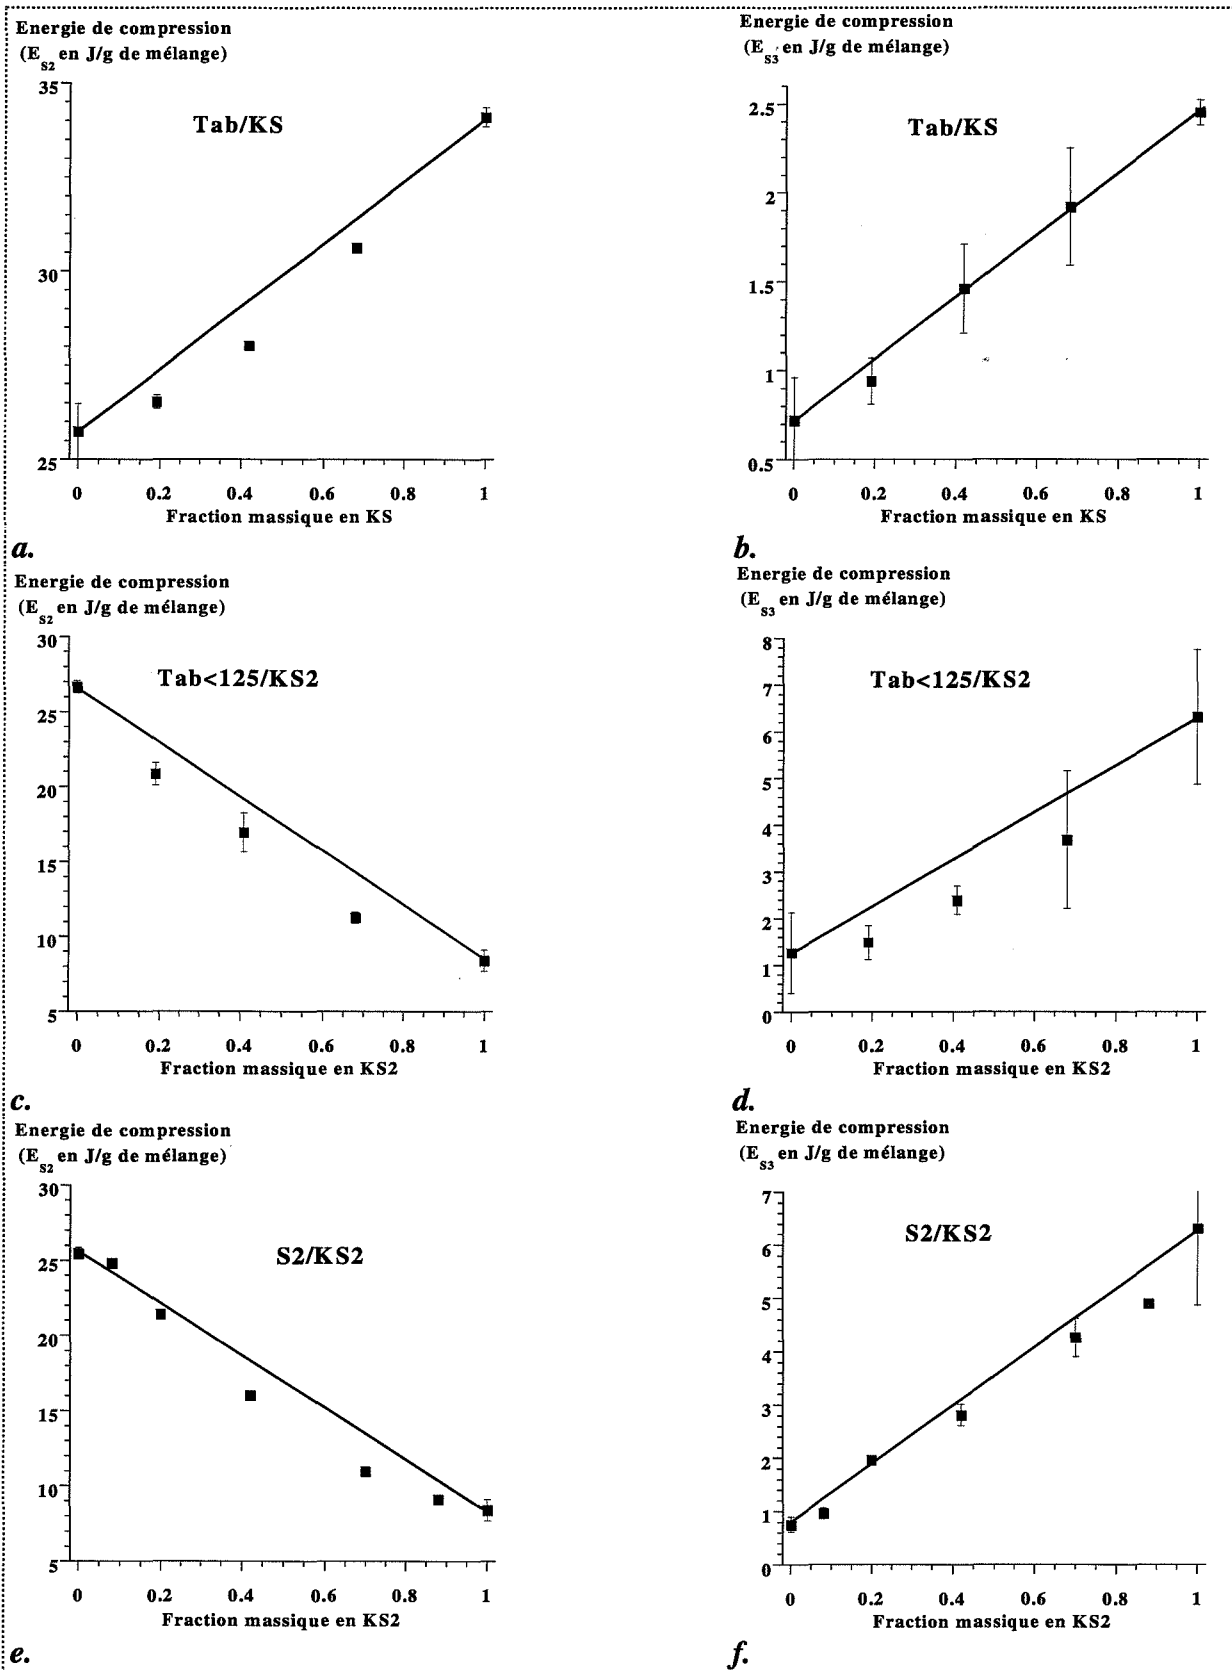 Energie de compression
(E_S2 en J/g de mélange)
35
30
25
Tab/KS
0 0.2 0.4 0.6 0.8 1
Fraction massique en KS
a.
Energie de compression
(E_S3 en J/g de mélange)
2.5
2
1.5
1
0.5
Tab/KS
0 0.2 0.4 0.6 0.8 1
Fraction massique en KS
b.
Energie de compression
(E_S2 en J/g de mélange)
30
25
20
15
10
5
Tab<125/KS2
0 0.2 0.4 0.6 0.8 1
Fraction massique en KS2
c.
Energie de compression
(E_S3 en J/g de mélange)
8
7
6
5
4
3
2
1
0
Tab<125/KS2
0 0.2 0.4 0.6 0.8 1
Fraction massique en KS2
d.
Energie de compression
(E_S2 en J/g de mélange)
30
25
20
15
10
5
S2/KS2
0 0.2 0.4 0.6 0.8 1
Fraction massique en KS2
e.
Energie de compression
(E_S3 en J/g de mélange)
7
6
5
4
3
2
1
0
S2/KS2
0 0.2 0.4 0.6 0.8 1
Fraction massique en KS2
f.